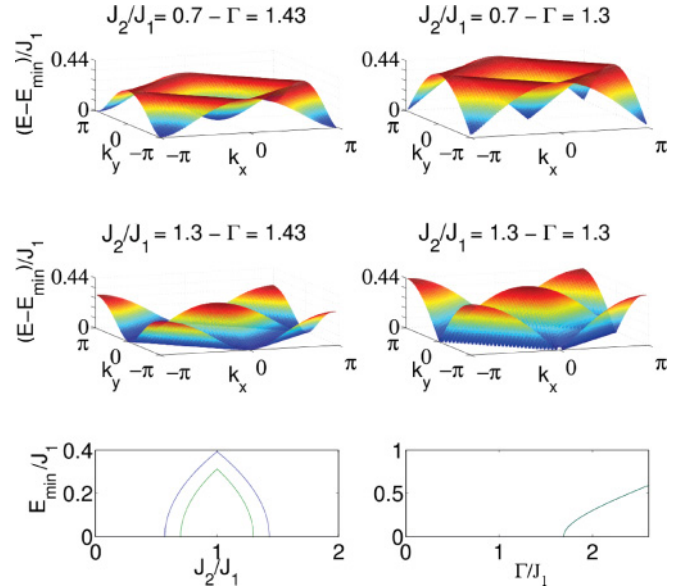 J2/J1 = 0.7 − Γ = 1.43
J2/J1 = 0.7 − Γ = 1.3
(E−Emin)/J1
0.44
0
π
0
−π
ky
−π
kx
0
π
0.44
0
π
0
−π
ky
−π
kx
0
π
J2/J1 = 1.3 − Γ = 1.43
J2/J1 = 1.3 − Γ = 1.3
(E−Emin)/J1
0.44
0
π
0
−π
ky
−π
kx
0
π
0.44
0
π
0
−π
ky
−π
kx
0
π
Emin/J1
0.4
0.2
0
0
1
2
J2/J1
1
0.5
0
0
1
2
Γ/J1